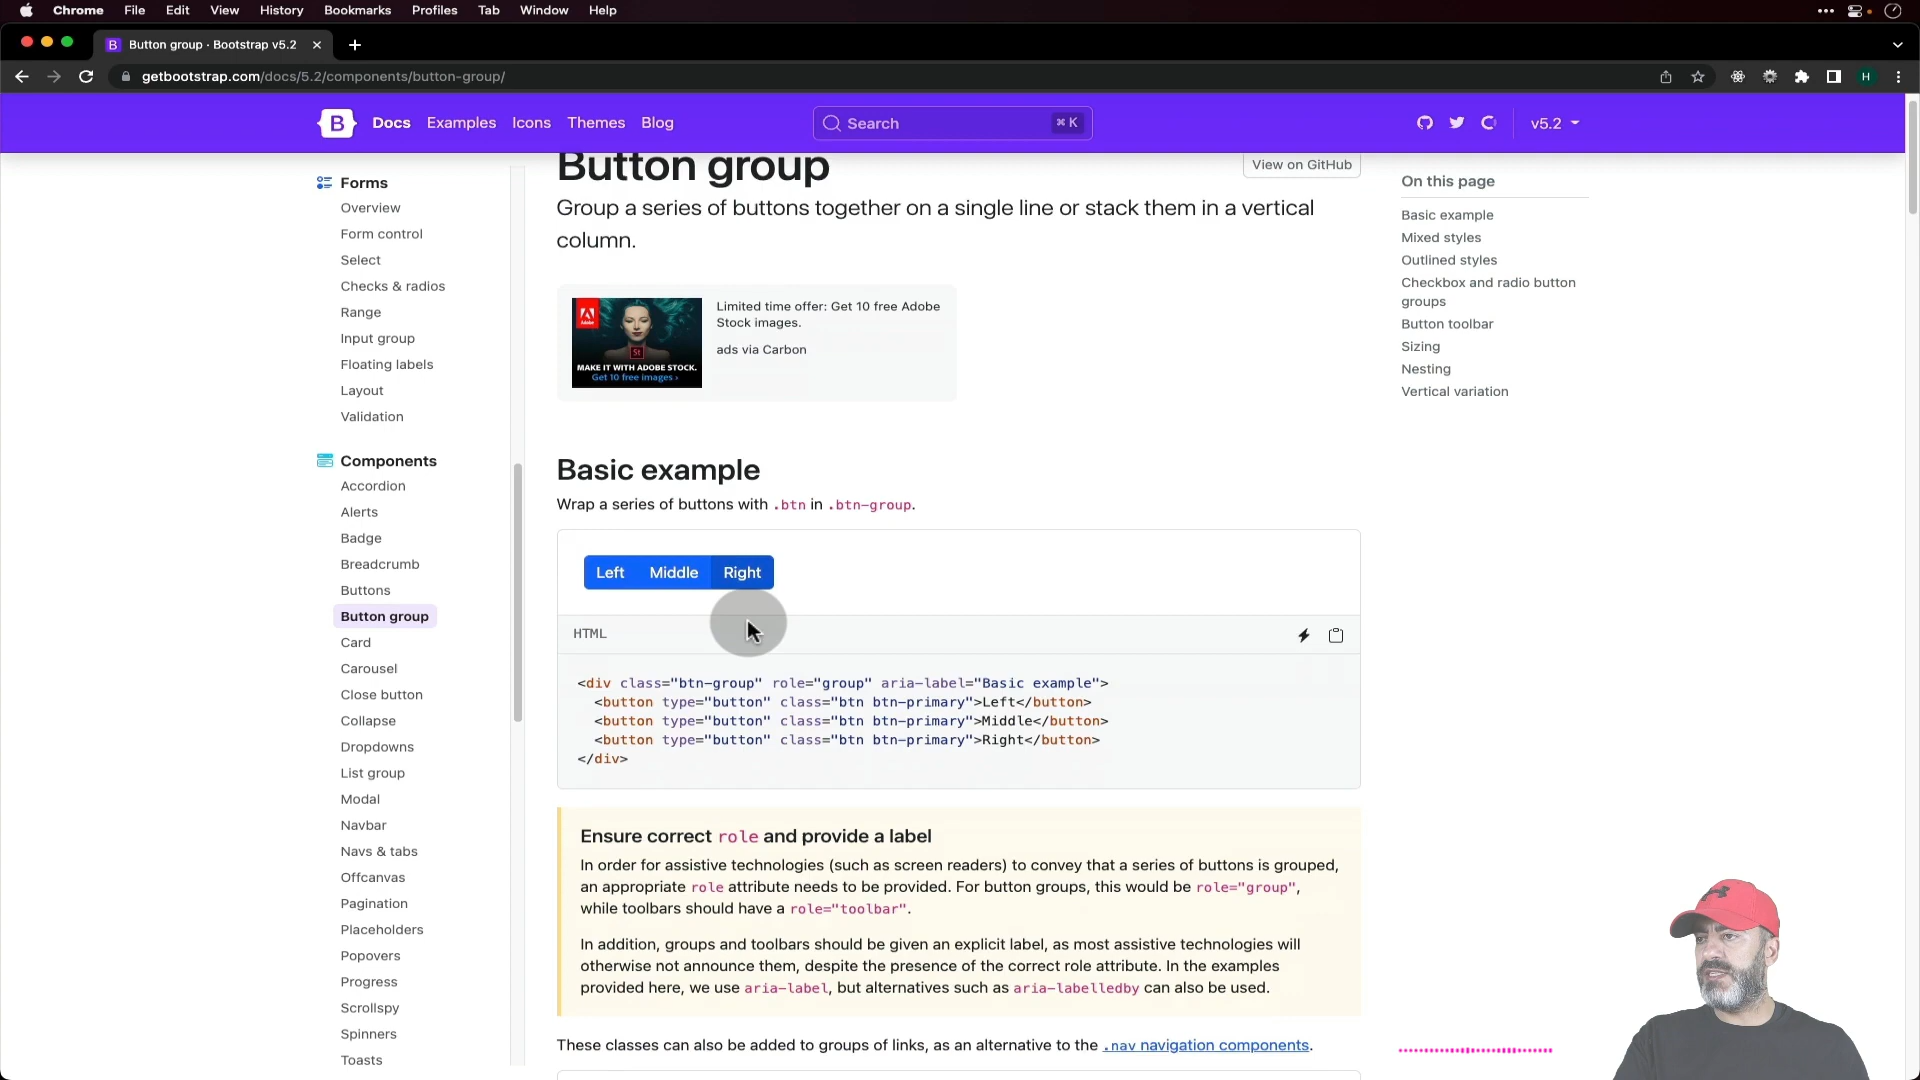 Chrome File Edit View History Bookmarks Profiles Tab Window Help
B Button group · Bootstrap v5.2
getbootstrap.com/docs/5.2/components/button-group/
H
B Docs Examples Icons Themes Blog
Search
⌘ K
v5.2
Forms
Overview
Form control
Select
Checks & radios
Range
Input group
Floating labels
Layout
Validation
Components
Accordion
Alerts
Badge
Breadcrumb
Buttons
Button group
Card
Carousel
Close button
Collapse
Dropdowns
List group
Modal
Navbar
Navs & tabs
Offcanvas
Pagination
Placeholders
Popovers
Progress
Scrollspy
Spinners
Toasts
Button group
View on GitHub
Group a series of buttons together on a single line or stack them in a vertical
column.
Adobe
St
MAKE IT WITH ADOBE STOCK.
Get 10 free images ›
Limited time offer: Get 10 free Adobe
Stock images.
ads via Carbon
Basic example
Wrap a series of buttons with .btn in .btn-group.
Left Middle Right
HTML
<div class="btn-group" role="group" aria-label="Basic example">
<button type="button" class="btn btn-primary">Left</button>
<button type="button" class="btn btn-primary">Middle</button>
<button type="button" class="btn btn-primary">Right</button>
</div>
Ensure correct role and provide a label
In order for assistive technologies (such as screen readers) to convey that a series of buttons is grouped,
an appropriate role attribute needs to be provided. For button groups, this would be role="group",
while toolbars should have a role="toolbar".
In addition, groups and toolbars should be given an explicit label, as most assistive technologies will
otherwise not announce them, despite the presence of the correct role attribute. In the examples
provided here, we use aria-label, but alternatives such as aria-labelledby can also be used.
These classes can also be added to groups of links, as an alternative to the .nav navigation components.
On this page
Basic example
Mixed styles
Outlined styles
Checkbox and radio button
groups
Button toolbar
Sizing
Nesting
Vertical variation